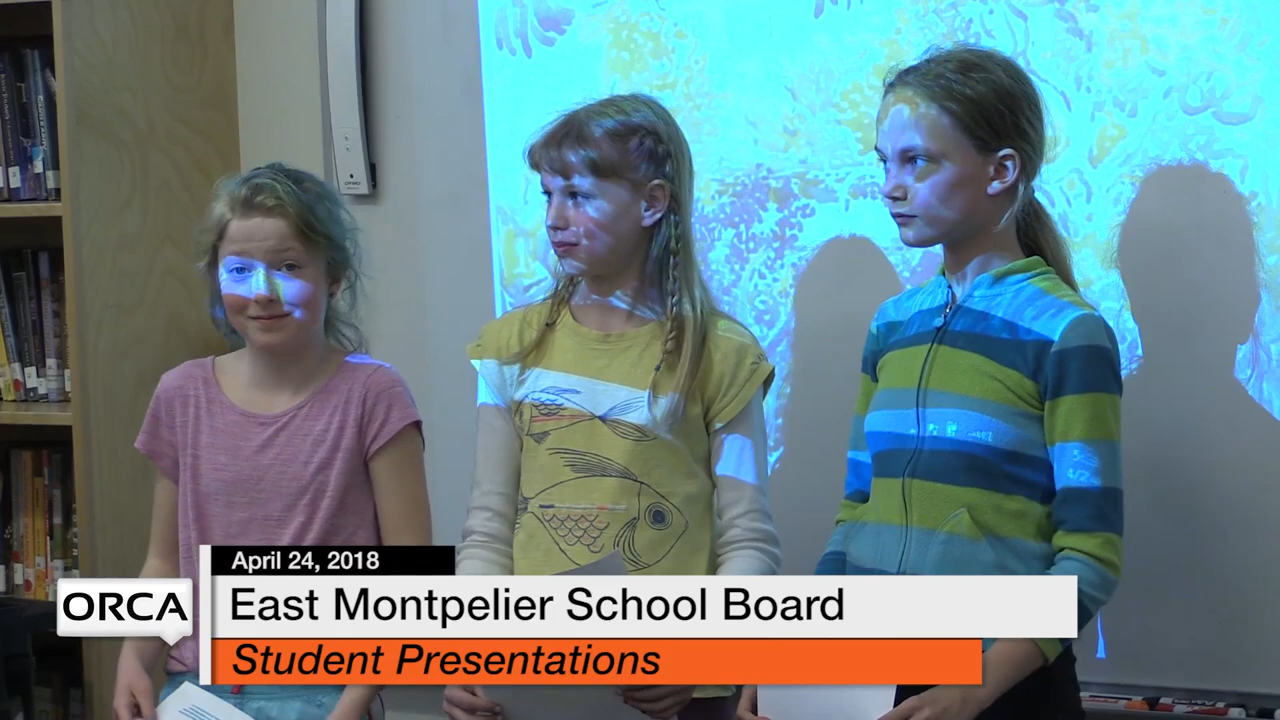 April 24, 2018
ORCA
East Montpelier School Board
Student Presentations